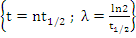 {t = nt₁/₂ ; λ = ln2/t₁/₂}